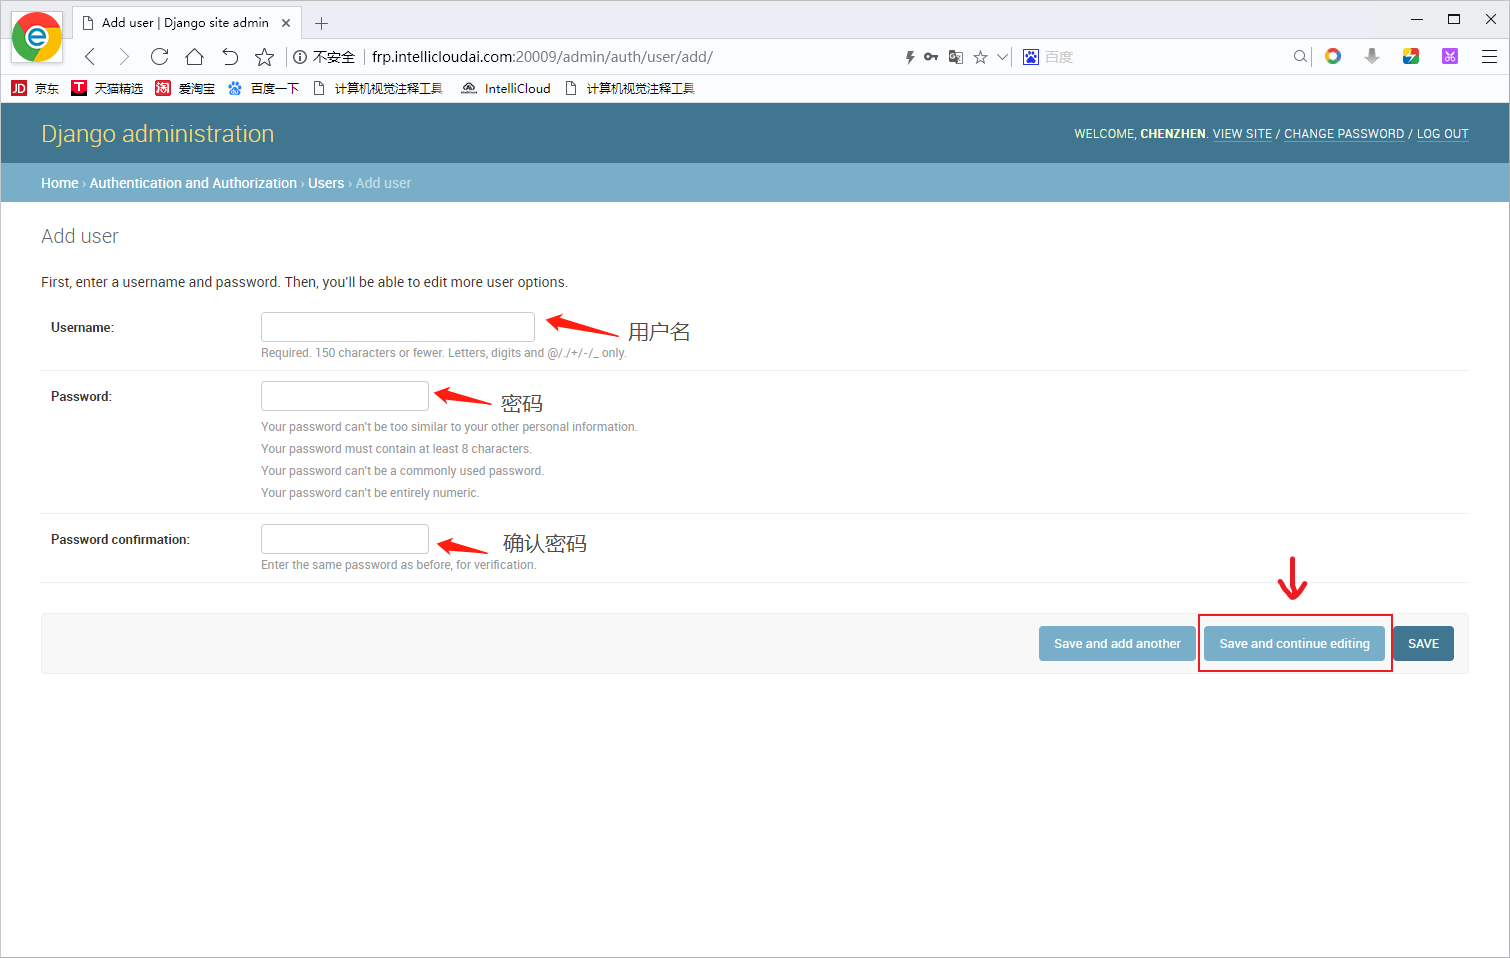 Add user | Django site admin
不安全 frp.intellicloudai.com:20009/admin/auth/user/add/ 百度
JD 京东 T 天猫精选 淘 爱淘宝 百度一下 计算机视觉注释工具 IntelliCloud 计算机视觉注释工具
Django administration
WELCOME, CHENZHEN. VIEW SITE / CHANGE PASSWORD / LOG OUT
Home › Authentication and Authorization › Users › Add user
Add user
First, enter a username and password. Then, you'll be able to edit more user options.
Username:
用户名
Required. 150 characters or fewer. Letters, digits and @/./+/-/_ only.
Password:
密码
Your password can't be too similar to your other personal information.
Your password must contain at least 8 characters.
Your password can't be a commonly used password.
Your password can't be entirely numeric.
Password confirmation:
确认密码
Enter the same password as before, for verification.
Save and add another Save and continue editing SAVE